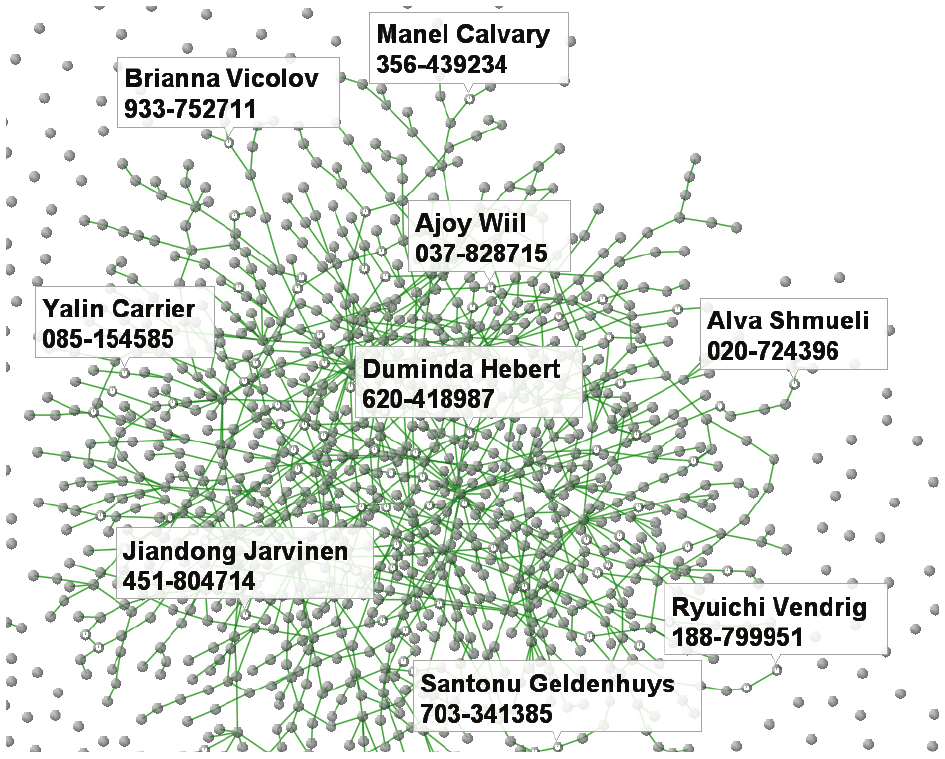 Manel Calvary
356-439234
Brianna Vicolov
933-752711
Ajoy Wiil
037-828715
Yalin Carrier
085-154585
Alva Shmueli
020-724396
Duminda Hebert
620-418987
Jiandong Jarvinen
451-804714
Ryuichi Vendrig
188-799951
Santonu Geldenhuys
703-341385